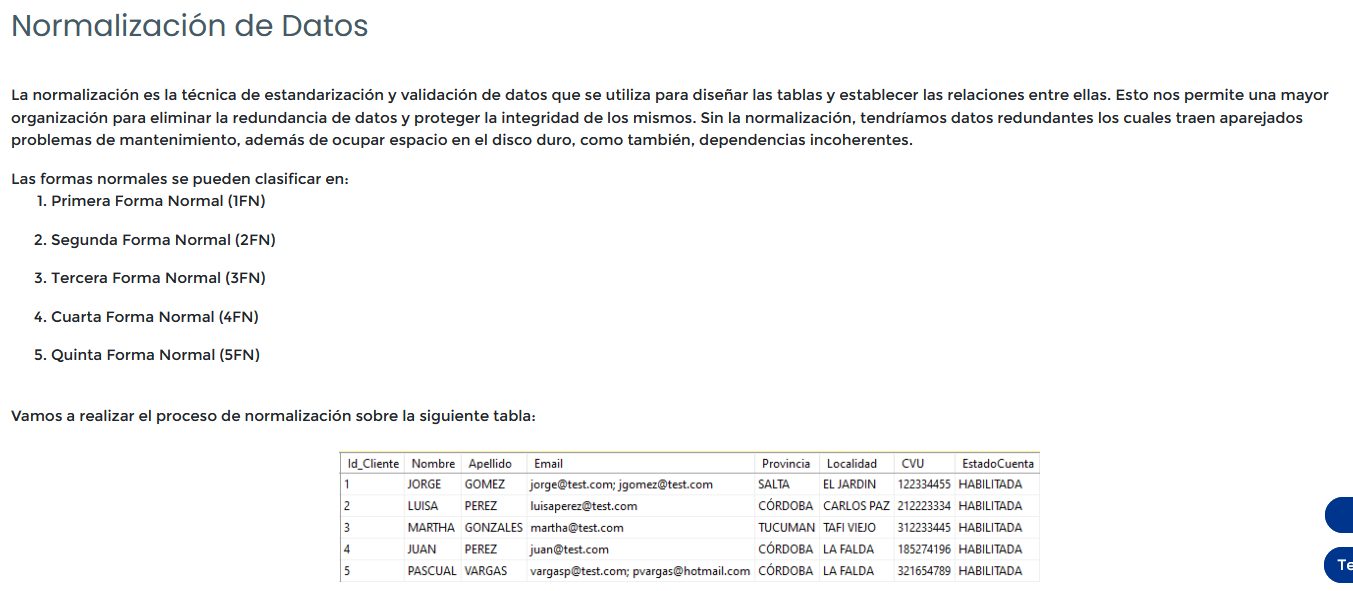 Normalización de Datos
La normalización es la técnica de estandarización y validación de datos que se utiliza para diseñar las tablas y establecer las relaciones entre ellas. Esto nos permite una mayor
organización para eliminar la redundancia de datos y proteger la integridad de los mismos. Sin la normalización, tendríamos datos redundantes los cuales traen aparejados
problemas de mantenimiento, además de ocupar espacio en el disco duro, como también, dependencias incoherentes.
Las formas normales se pueden clasificar en:
1. Primera Forma Normal (1FN)
2. Segunda Forma Normal (2FN)
3. Tercera Forma Normal (3FN)
4. Cuarta Forma Normal (4FN)
5. Quinta Forma Normal (5FN)
Vamos a realizar el proceso de normalización sobre la siguiente tabla:
Id_Cliente Nombre Apellido Email Provincia Localidad CVU EstadoCuenta
1 JORGE GOMEZ jorge@test.com; jgomez@test.com SALTA EL JARDIN 122334455 HABILITADA
2 LUISA PEREZ luisaperez@test.com CÓRDOBA CARLOS PAZ 212223334 HABILITADA
3 MARTHA GONZALES martha@test.com TUCUMAN TAFI VIEJO 312233445 HABILITADA
4 JUAN PEREZ juan@test.com CÓRDOBA LA FALDA 185274196 HABILITADA
5 PASCUAL VARGAS vargasp@test.com; pvargas@hotmail.com CÓRDOBA LA FALDA 321654789 HABILITADA
Te